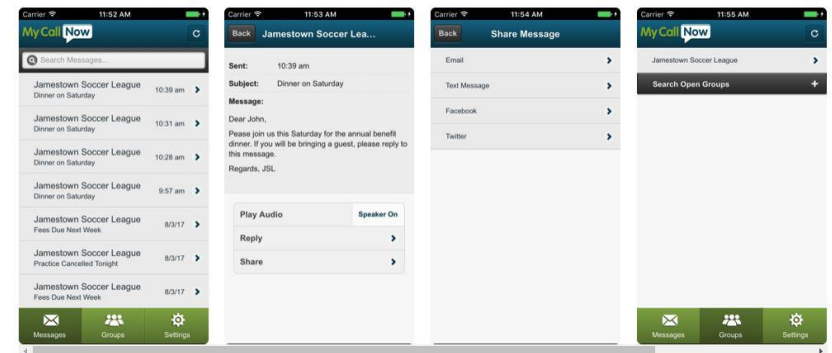 Carrier 11:52 AM
My Call Now
Search Messages...
Jamestown Soccer League
Dinner on Saturday
10:39 am
Jamestown Soccer League
Dinner on Saturday
10:31 am
Jamestown Soccer League
Dinner on Saturday
10:28 am
Jamestown Soccer League
Dinner on Saturday
9:57 am
Jamestown Soccer League
Fees Due Next Week
8/3/17
Jamestown Soccer League
Practice Cancelled Tonight
8/3/17
Jamestown Soccer League
Fees Due Next Week
8/3/17
Messages Groups Settings
Carrier 11:53 AM
Back Jamestown Soccer Lea...
Sent: 10:39 am
Subject: Dinner on Saturday
Message:
Dear John,
Pease join us this Saturday for the annual benefit
dinner. If you will be bringing a guest, please reply to
this message.
Regards, JSL
Play Audio Speaker On
Reply
Share
Carrier 11:54 AM
Back Share Message
Email
Text Message
Facebook
Twitter
Carrier 11:55 AM
My Call Now
Jamestown Soccer League
Search Open Groups +
Messages Groups Settings